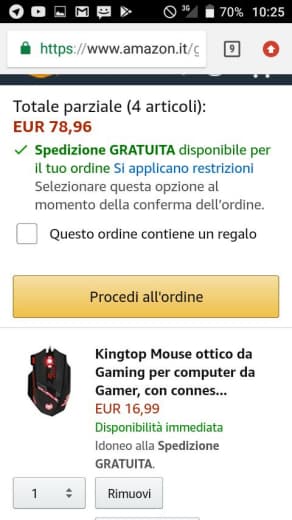 3G 70% 10:25
https://www.amazon.it/g
9
Totale parziale (4 articoli):
EUR 78,96
Spedizione GRATUITA disponibile per
il tuo ordine Si applicano restrizioni
Selezionare questa opzione al
momento della conferma dell'ordine.
Questo ordine contiene un regalo
Procedi all'ordine
Kingtop Mouse ottico da
Gaming per computer da
Gamer, con connes...
EUR 16,99
Disponibilità immediata
Idoneo alla Spedizione
GRATUITA.
1
Rimuovi